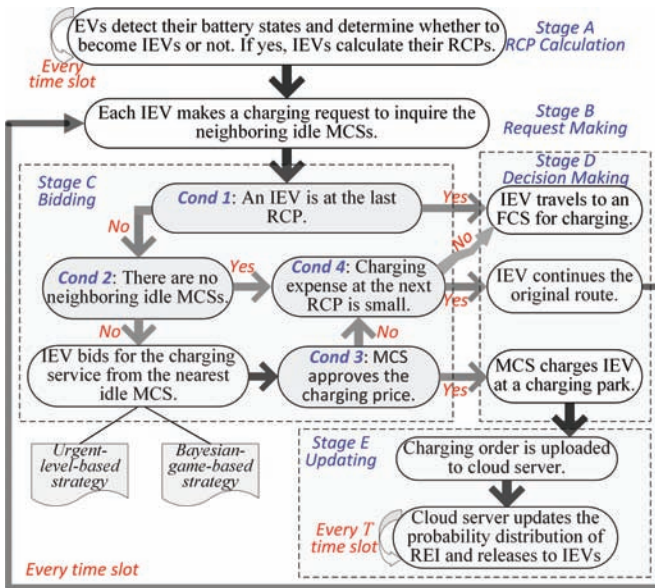 EVs detect their battery states and determine whether to
become IEVs or not. If yes, IEVs calculate their RCPs.
Stage A
RCP Calculation
Every
time slot
Each IEV makes a charging request to inquire the
neighboring idle MCSs.
Stage B
Request Making
Stage C
Bidding
Cond 1: An IEV is at the last
RCP.
Yes
No
Stage D
Decision Making
IEV travels to an
FCS for charging.
Cond 2: There are no
neighboring idle MCSs.
Yes
Cond 4: Charging
expense at the next
RCP is small.
No
Yes
IEV continues the
original route.
No
No
IEV bids for the charging
service from the nearest
idle MCS.
Cond 3: MCS
approves the
charging price.
Yes
MCS charges IEV
at a charging park.
Urgent-
level-based
strategy
Bayesian-
game-based
strategy
Stage E
Updating
Charging order is uploaded
to cloud server.
Every T
time slot
Cloud server updates the
probability distribution of
REI and releases to IEVs
Every time slot